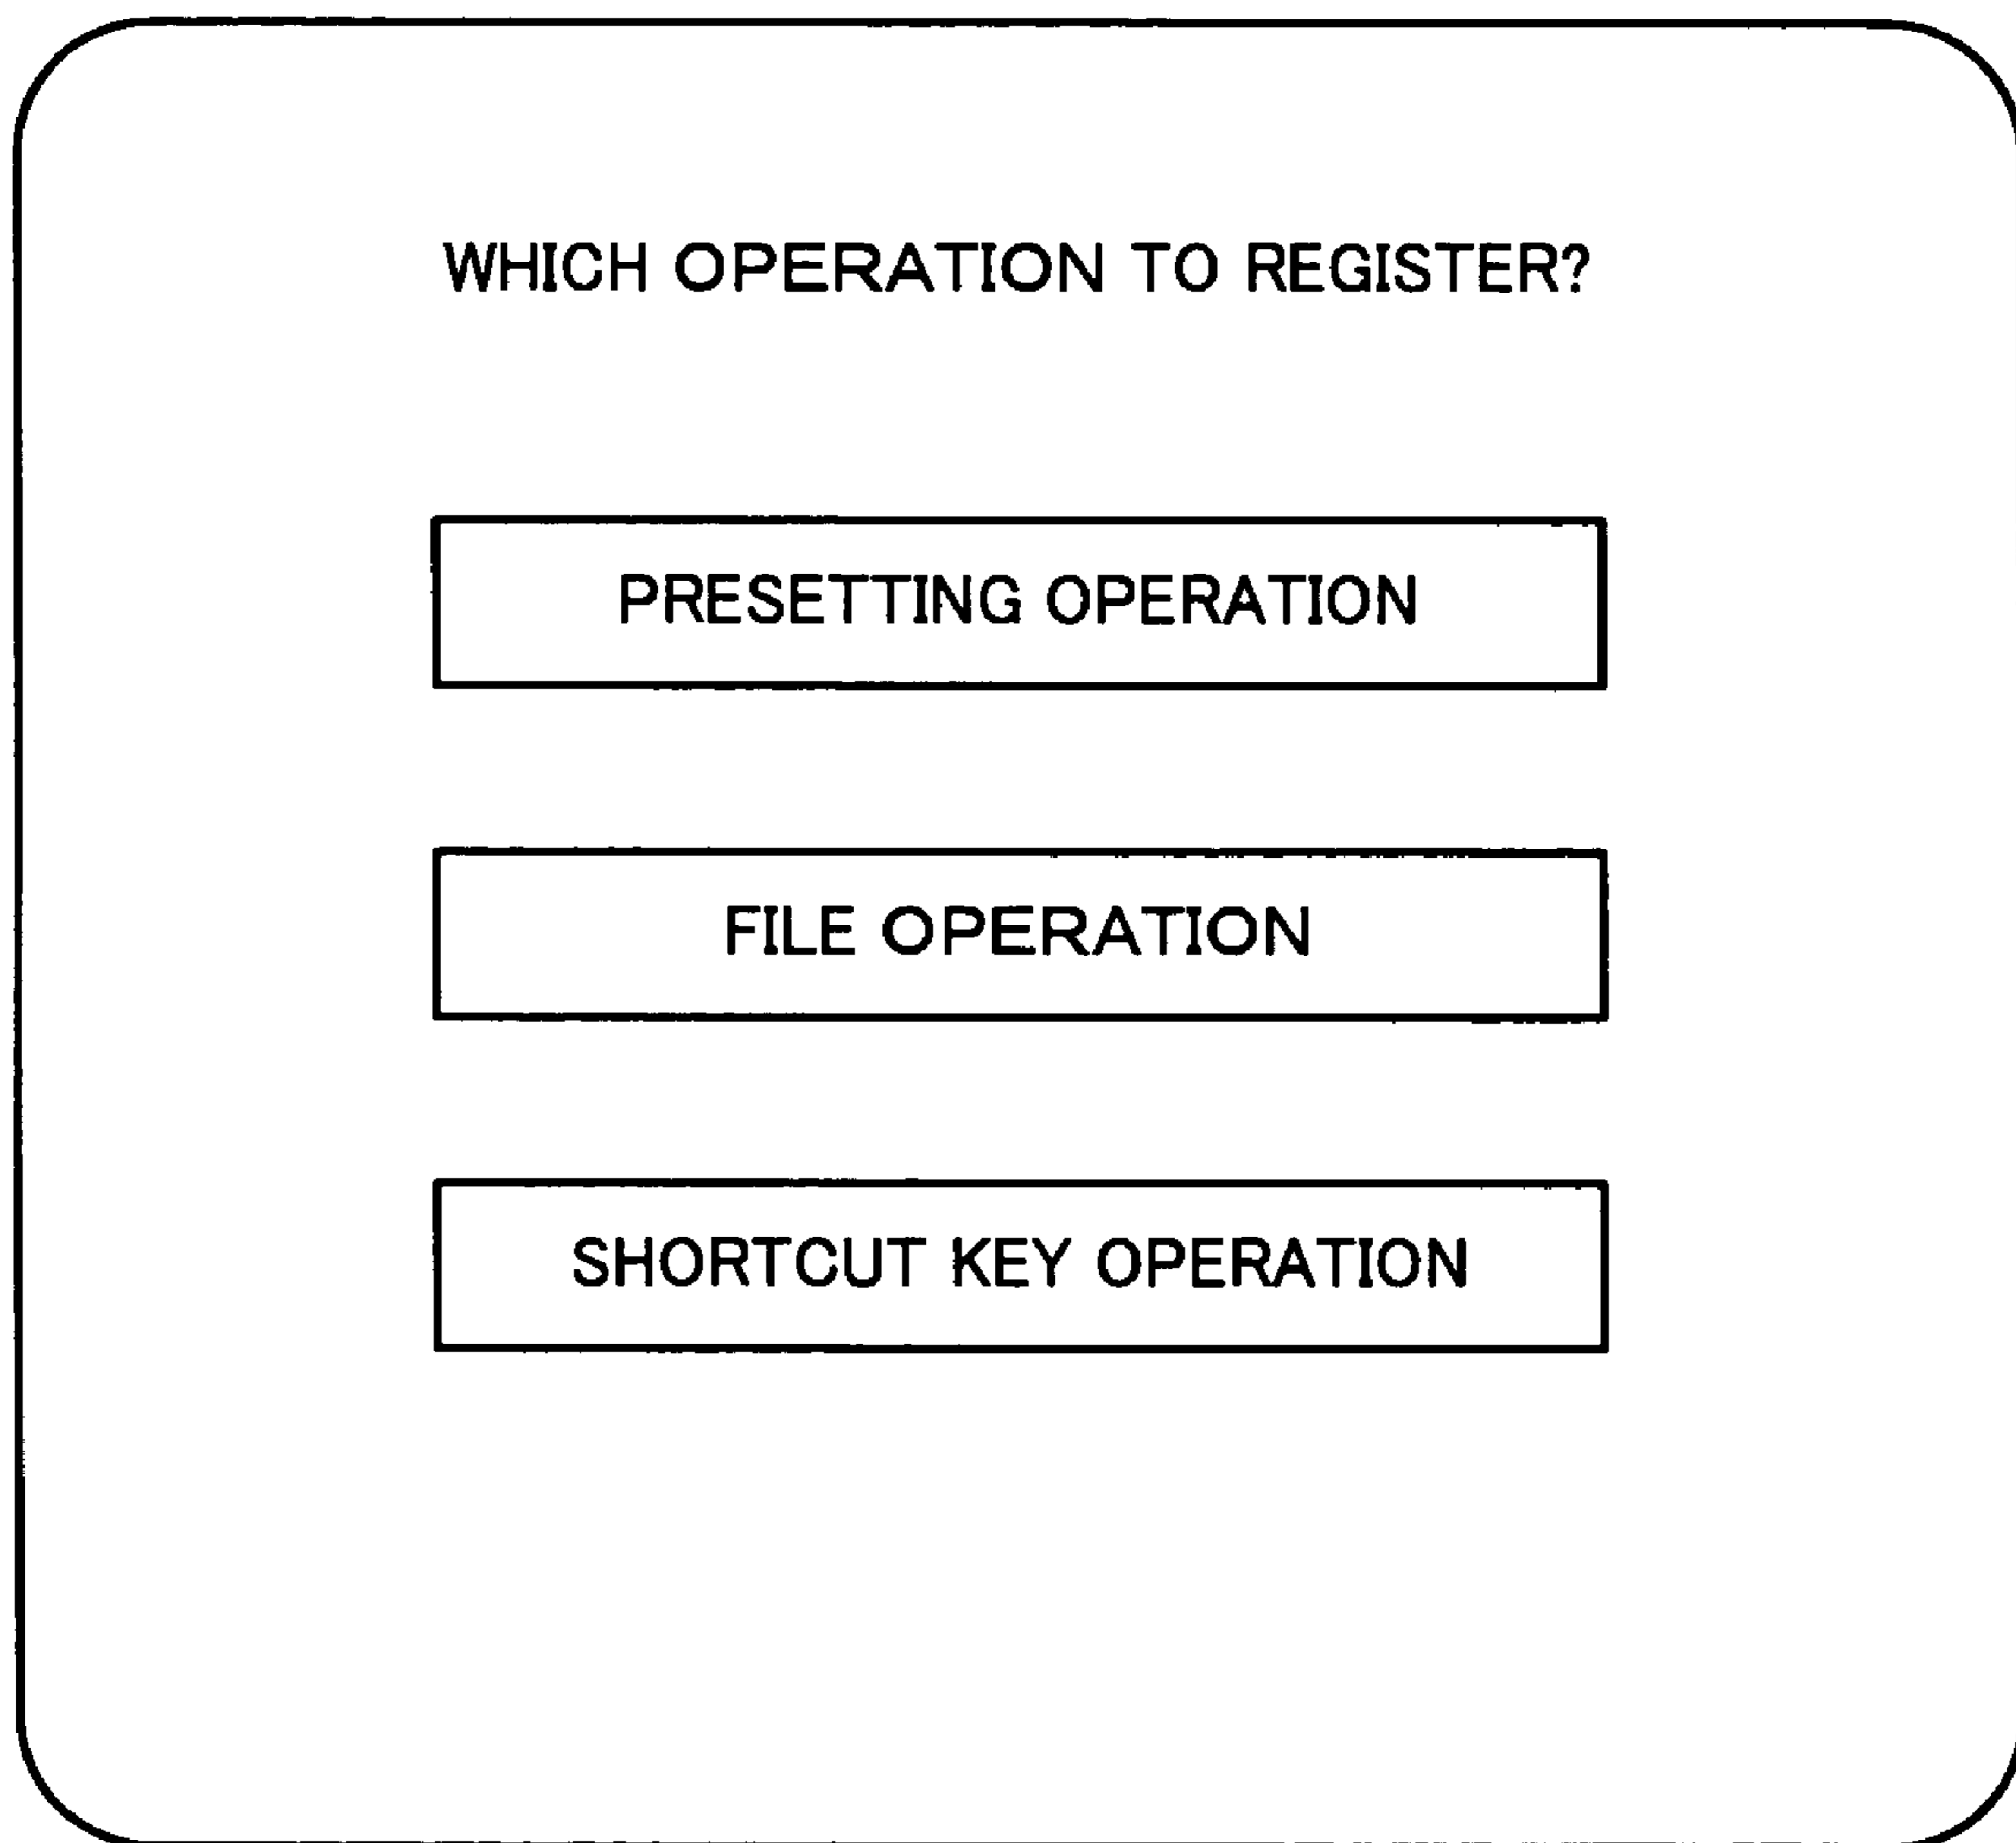 WHICH OPERATION TO REGISTER?
PRESETTING OPERATION
FILE OPERATION
SHORTCUT KEY OPERATION